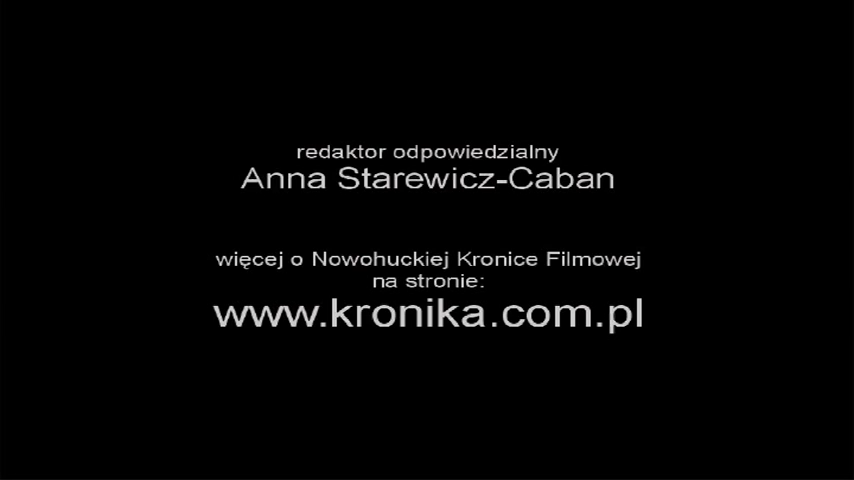 redaktor odpowiedzialny
Anna Starewicz-Caban
więcej o Nowohuckiej Kronice Filmowej
na stronie:
www.kronika.com.pl